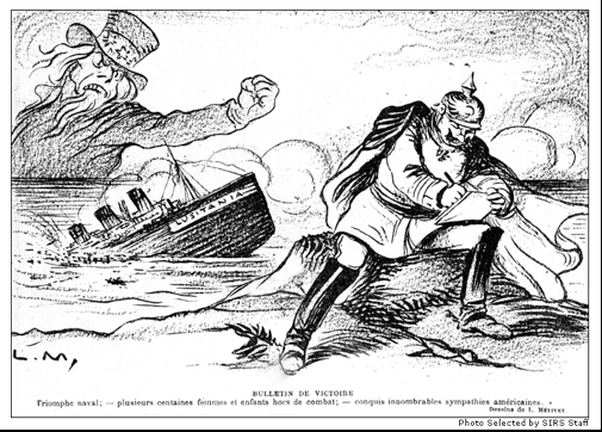 LUSITANIA
L.M,
BULLETIN DE VICTOIRE
Triomphe naval; — plusieurs centaines femmes et enfants hors de combat; — conquis innombrables sympathies américaines. »
Dessins de L. MÉTIVET.
Photo Selected by SIRS Staff